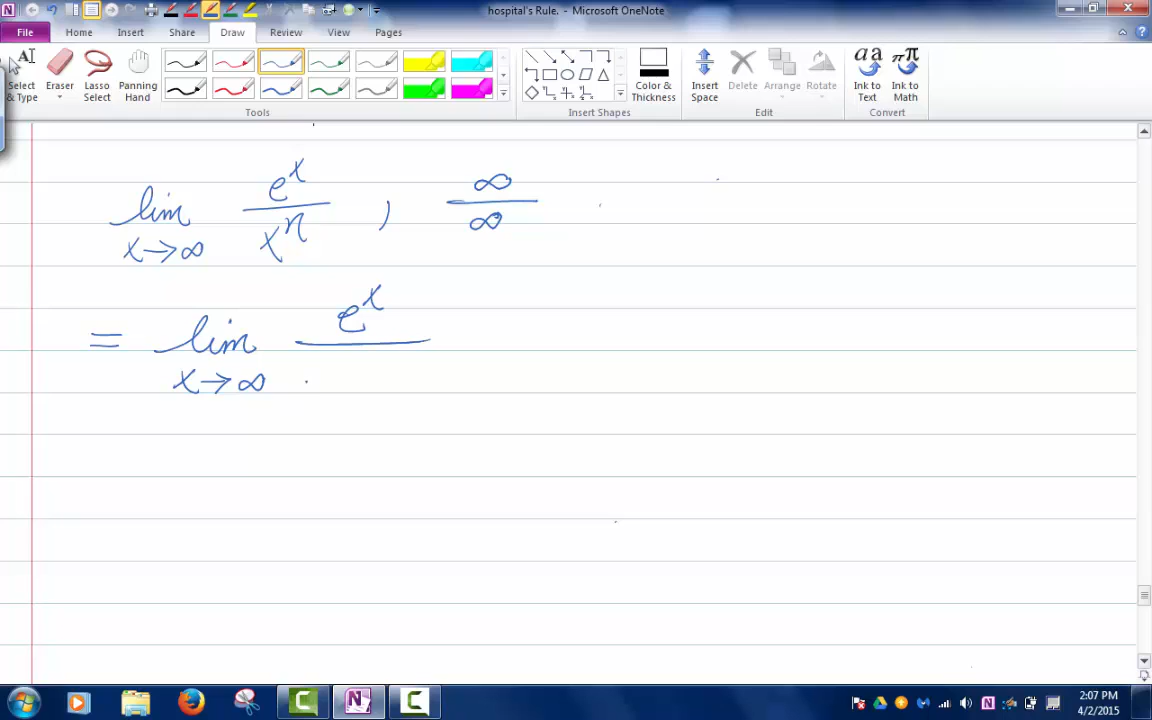 hospital's Rule. - Microsoft OneNote
File Home Insert Share Draw Review View Pages
Select & Type Eraser Lasso Select Panning Hand Color & Thickness Insert Space Delete Arrange Rotate Ink to Text Ink to Math
Tools Insert Shapes Edit Convert
lim x→∞ e^x / x^n , ∞/∞
= lim x→∞ e^x
2:07 PM
4/2/2015